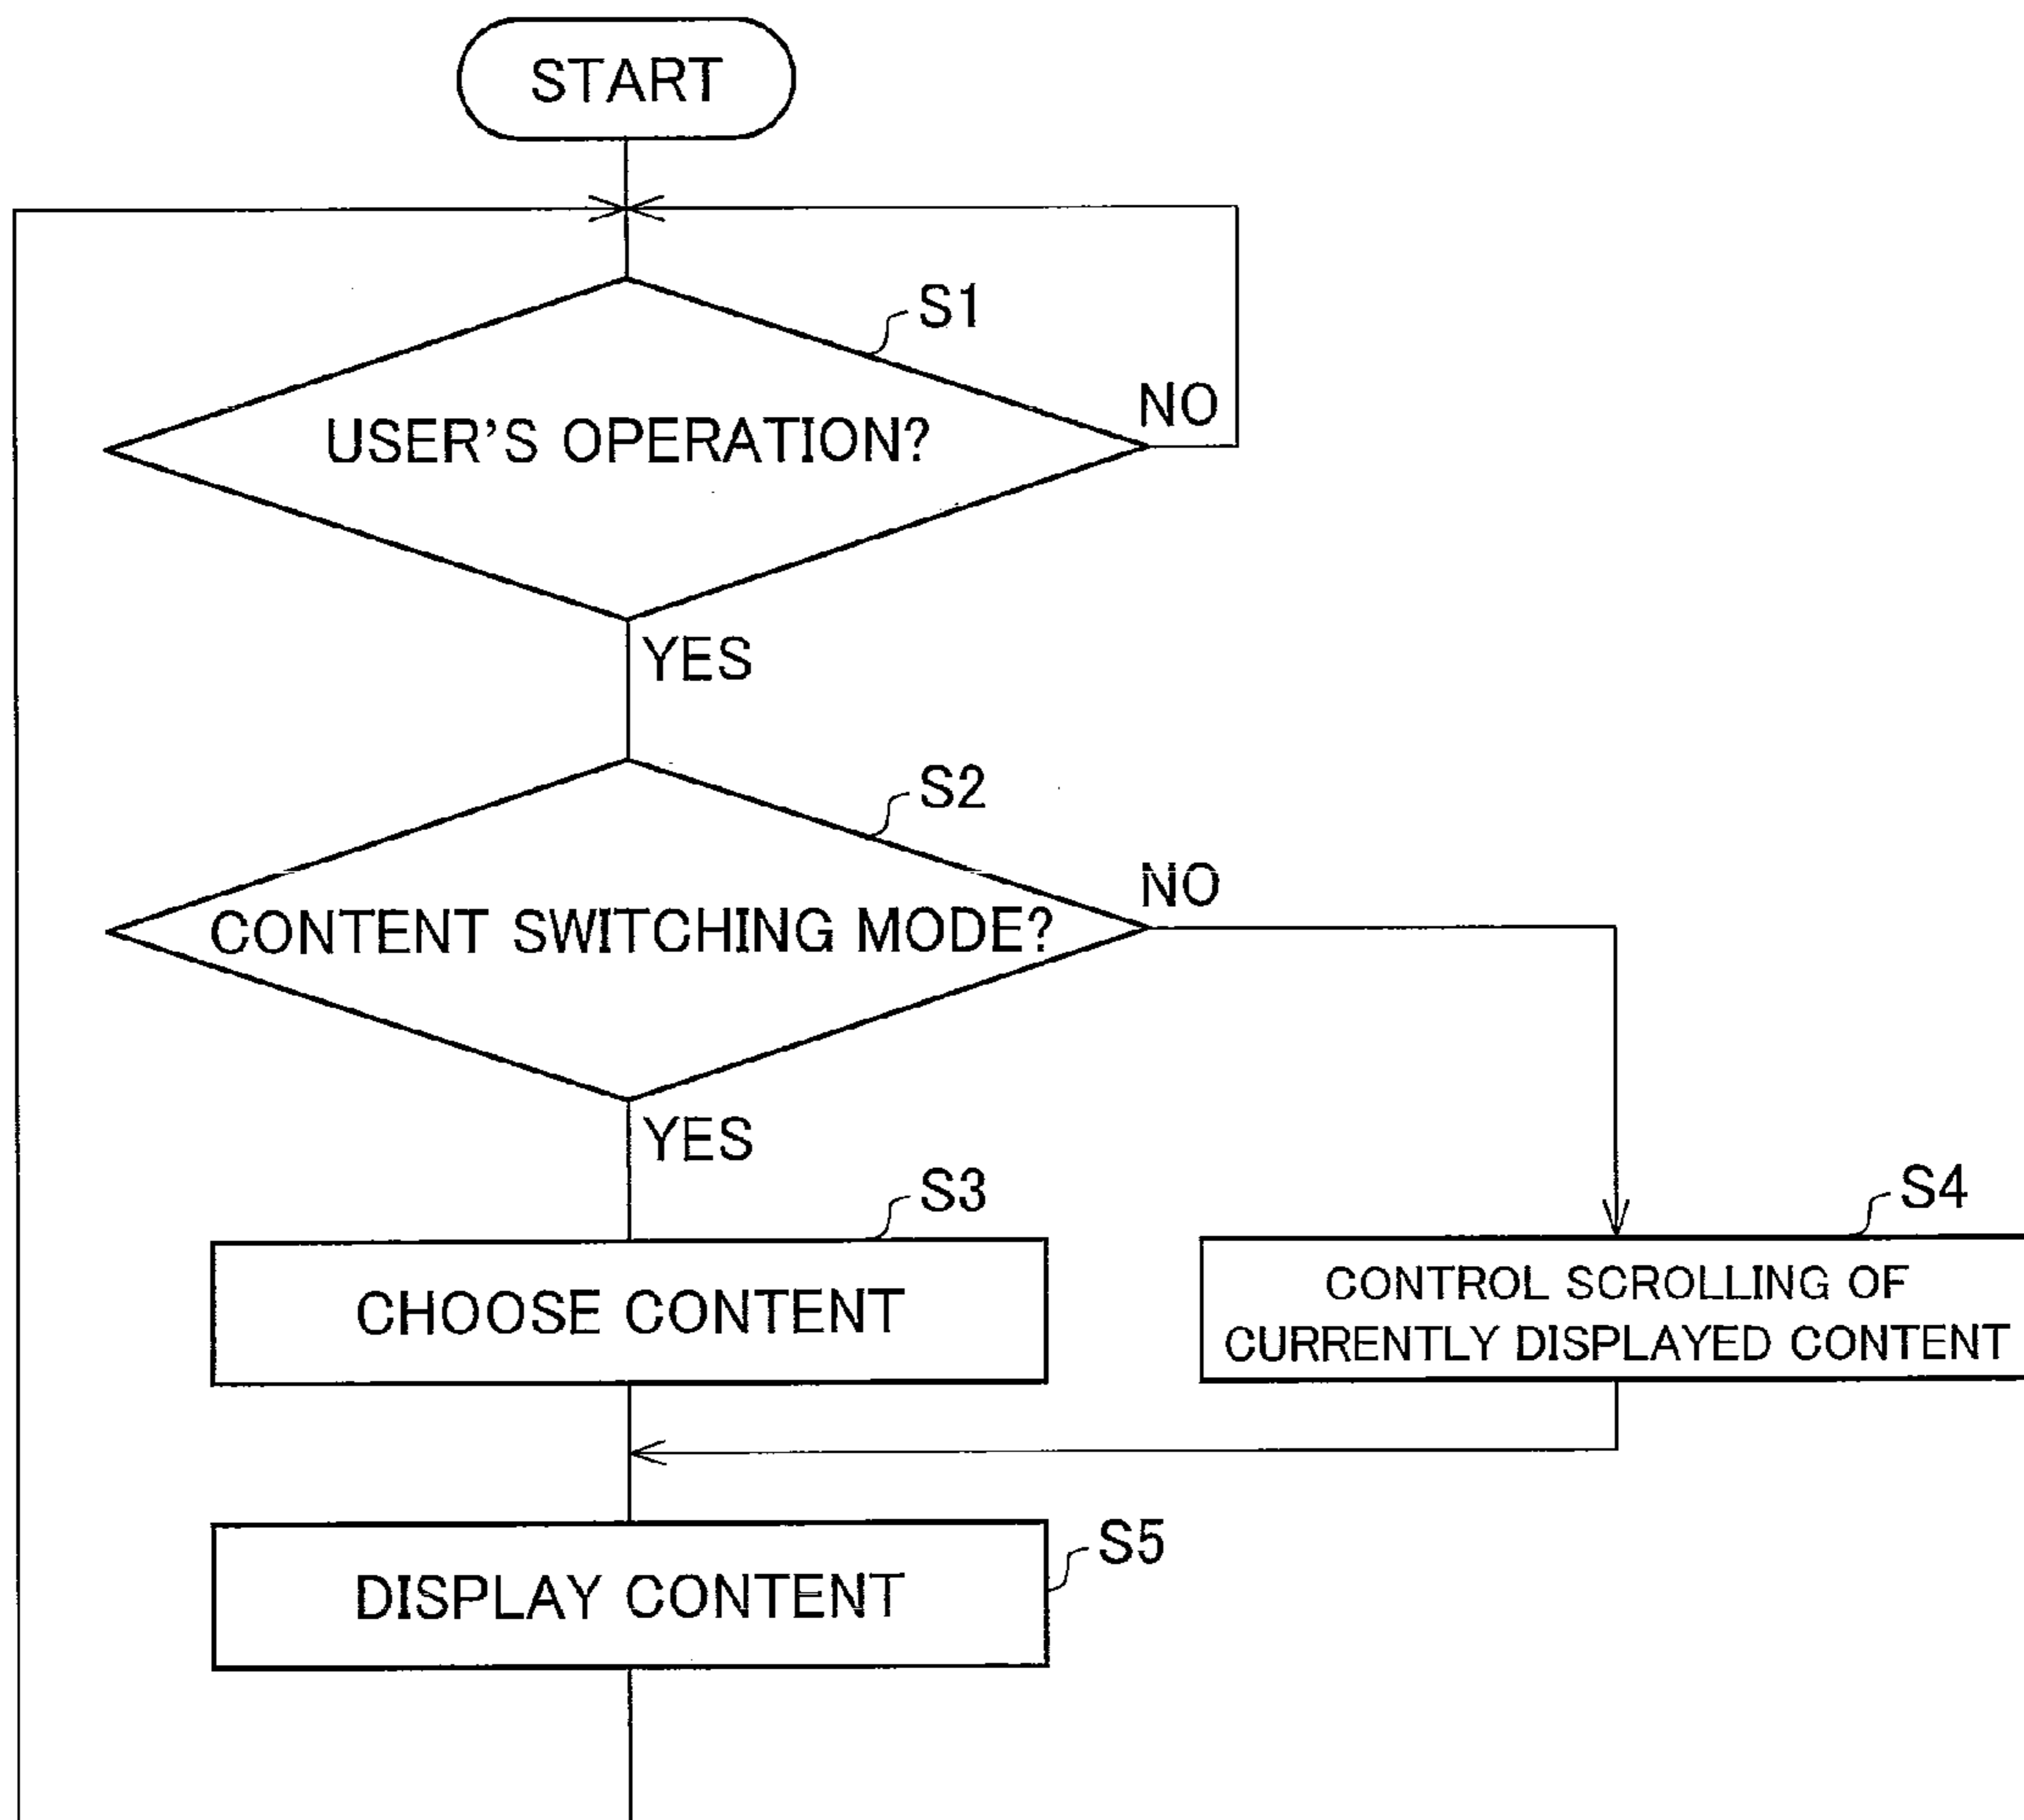 START
S1
NO
USER'S OPERATION?
YES
S2
NO
CONTENT SWITCHING MODE?
YES
S3
S4
CHOOSE CONTENT
CONTROL SCROLLING OF
CURRENTLY DISPLAYED CONTENT
S5
DISPLAY CONTENT